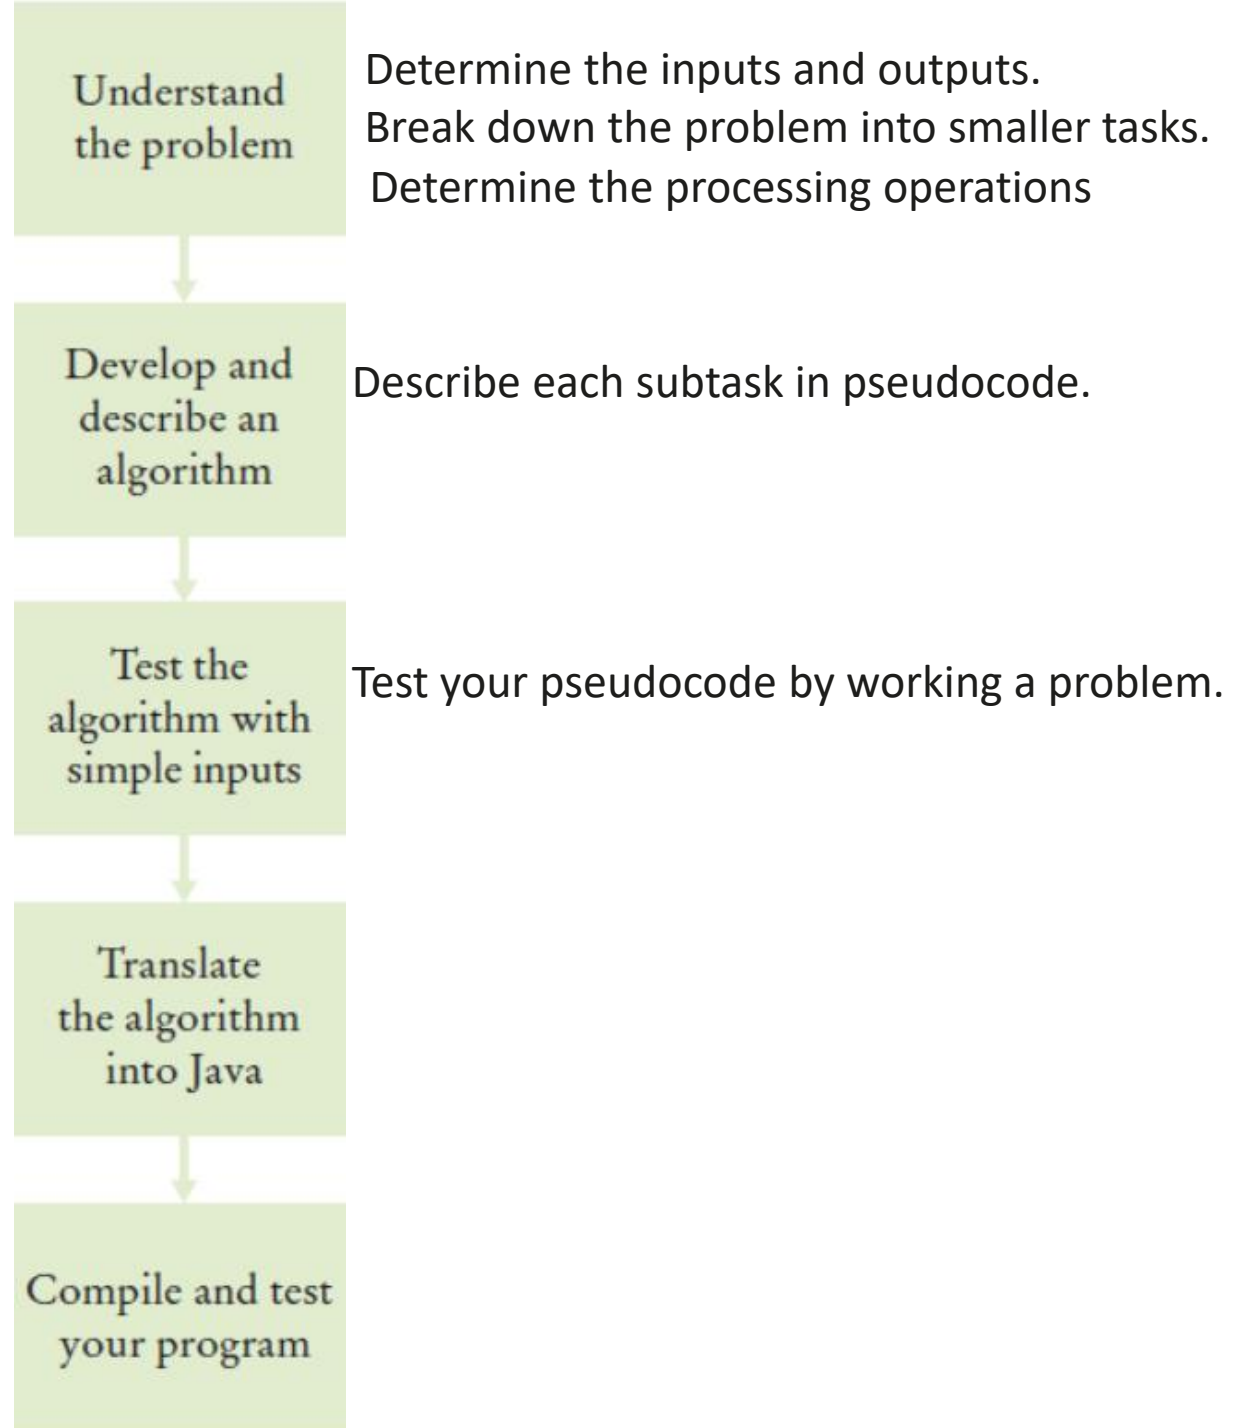 Understand
the problem
Determine the inputs and outputs.
Break down the problem into smaller tasks.
Determine the processing operations
Develop and
describe an
algorithm
Describe each subtask in pseudocode.
Test the
algorithm with
simple inputs
Test your pseudocode by working a problem.
Translate
the algorithm
into Java
Compile and test
your program